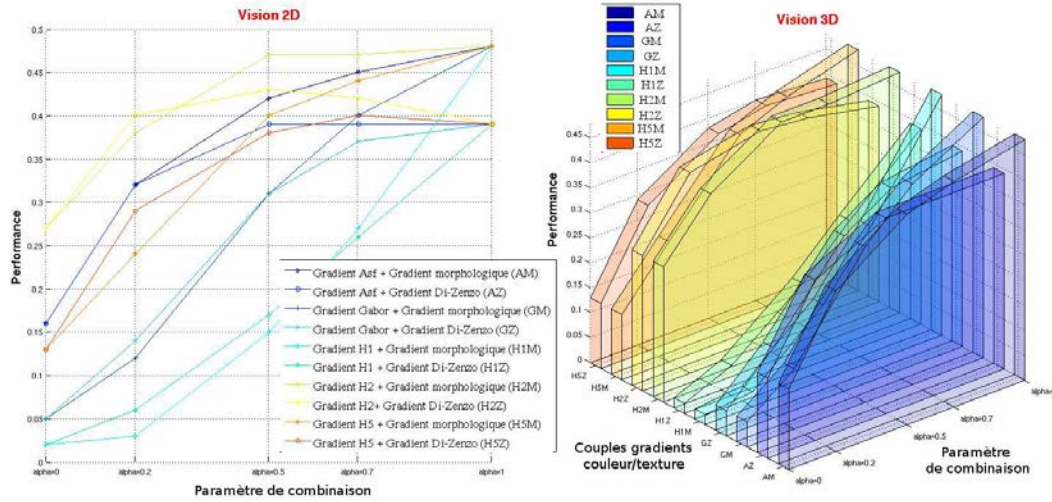 Vision 2D
0.5
0.45
0.4
0.35
0.3
0.25
0.2
0.15
0.1
0.05
0
Performance
alpha=0
alpha=0.2
alpha=0.5
alpha=0.7
alpha=1
Paramètre de combinaison
Gradient Asf + Gradient morphologique (AM)
Gradient Asf + Gradient Di-Zenzo (AZ)
Gradient Gabor + Gradient morphologique (GM)
Gradient Gabor + Gradient Di-Zenzo (GZ)
Gradient H1 + Gradient morphologique (H1M)
Gradient H1 + Gradient Di-Zenzo (H1Z)
Gradient H2 + Gradient morphologique (H2M)
Gradient H2+ Gradient Di-Zenzo (H2Z)
Gradient H5 + Gradient morphologique (H5M)
Gradient H5 + Gradient Di-Zenzo (H5Z)
Vision 3D
AM
AZ
GM
GZ
H1M
H1Z
H2M
H2Z
H5M
H5Z
0.45
0.4
0.35
0.3
0.25
0.2
0.15
0.1
0.05
0
Performance
H5Z
H5M
H2Z
H2M
H1Z
H1M
GZ
GM
AZ
AM
Couples gradients
couleur/texture
alpha=0
alpha=0.2
alpha=0.5
alpha=0.7
alpha=
Paramètre
de combinaison